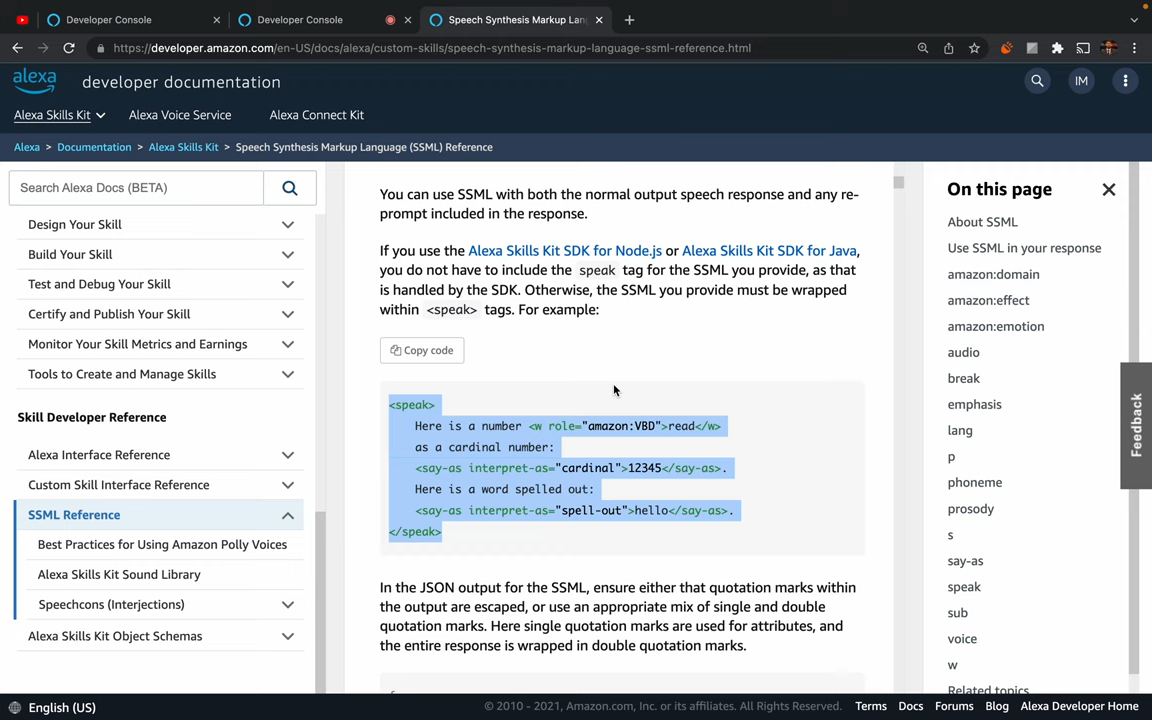 Developer Console
Developer Console
Speech Synthesis Markup Lan
https://developer.amazon.com/en-US/docs/alexa/custom-skills/speech-synthesis-markup-language-ssml-reference.html
alexa
developer documentation
IM
Alexa Skills Kit
Alexa Voice Service
Alexa Connect Kit
Alexa > Documentation > Alexa Skills Kit > Speech Synthesis Markup Language (SSML) Reference
Search Alexa Docs (BETA)
Design Your Skill
Build Your Skill
Test and Debug Your Skill
Certify and Publish Your Skill
Monitor Your Skill Metrics and Earnings
Tools to Create and Manage Skills
Skill Developer Reference
Alexa Interface Reference
Custom Skill Interface Reference
SSML Reference
Best Practices for Using Amazon Polly Voices
Alexa Skills Kit Sound Library
Speechcons (Interjections)
Alexa Skills Kit Object Schemas
You can use SSML with both the normal output speech response and any re-
prompt included in the response.
If you use the Alexa Skills Kit SDK for Node.js or Alexa Skills Kit SDK for Java,
you do not have to include the speak tag for the SSML you provide, as that
is handled by the SDK. Otherwise, the SSML you provide must be wrapped
within <speak> tags. For example:
Copy code
<speak>
Here is a number <w role="amazon:VBD">read</w>
as a cardinal number:
<say-as interpret-as="cardinal">12345</say-as>.
Here is a word spelled out:
<say-as interpret-as="spell-out">hello</say-as>.
</speak>
In the JSON output for the SSML, ensure either that quotation marks within
the output are escaped, or use an appropriate mix of single and double
quotation marks. Here single quotation marks are used for attributes, and
the entire response is wrapped in double quotation marks.
On this page
About SSML
Use SSML in your response
amazon:domain
amazon:effect
amazon:emotion
audio
break
emphasis
lang
p
phoneme
prosody
s
say-as
speak
sub
voice
w
Related topics
Feedback
English (US)
© 2010 - 2021, Amazon.com, Inc. or its affiliates. All Rights Reserved.
Terms
Docs
Forums
Blog
Alexa Developer Home